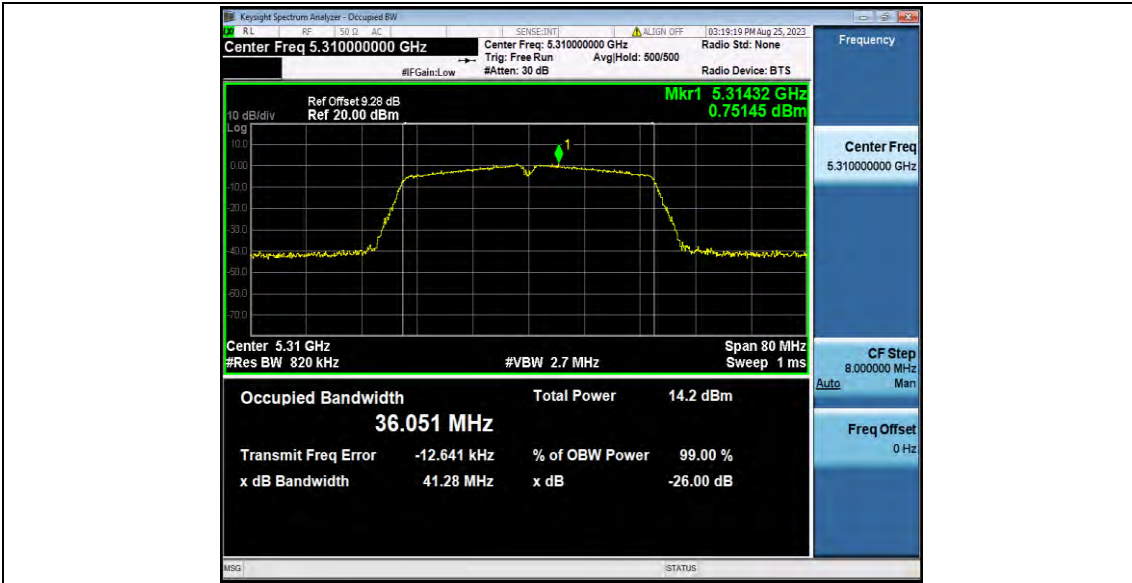 Keysight Spectrum Analyzer - Occupied BW
RL RF 50 Ω AC SENSE:INT ALIGN OFF 03:19:19 PM Aug 25, 2023
Center Freq 5.310000000 GHz
Center Freq: 5.310000000 GHz Radio Std: None
Trig: Free Run Avg|Hold: 500/500
#IFGain:Low #Atten: 30 dB Radio Device: BTS
Frequency
Mkr1 5.31432 GHz
0.75145 dBm
Ref Offset 9.28 dB
10 dB/div Ref 20.00 dBm
Log
10.0
0.00
-10.0
-20.0
-30.0
-40.0
-50.0
-60.0
-70.0
1
Center Freq
5.310000000 GHz
Center 5.31 GHz Span 80 MHz
#Res BW 820 kHz #VBW 2.7 MHz Sweep 1 ms
CF Step
8.000000 MHz
Auto Man
Occupied Bandwidth Total Power 14.2 dBm
36.051 MHz
Transmit Freq Error -12.641 kHz % of OBW Power 99.00 %
x dB Bandwidth 41.28 MHz x dB -26.00 dB
Freq Offset
0 Hz
MSG STATUS